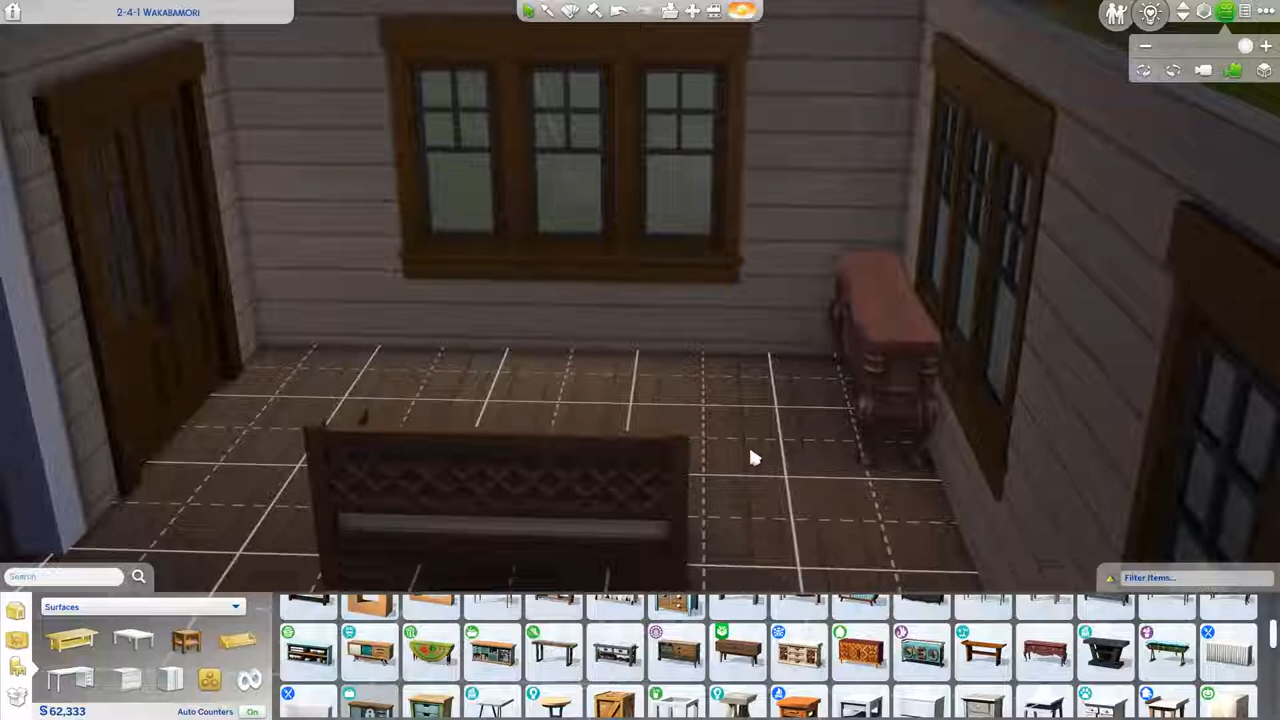 2-4-1 Wakabamori
Search
Filter Items...
Surfaces
§62,333
Auto Counters
On